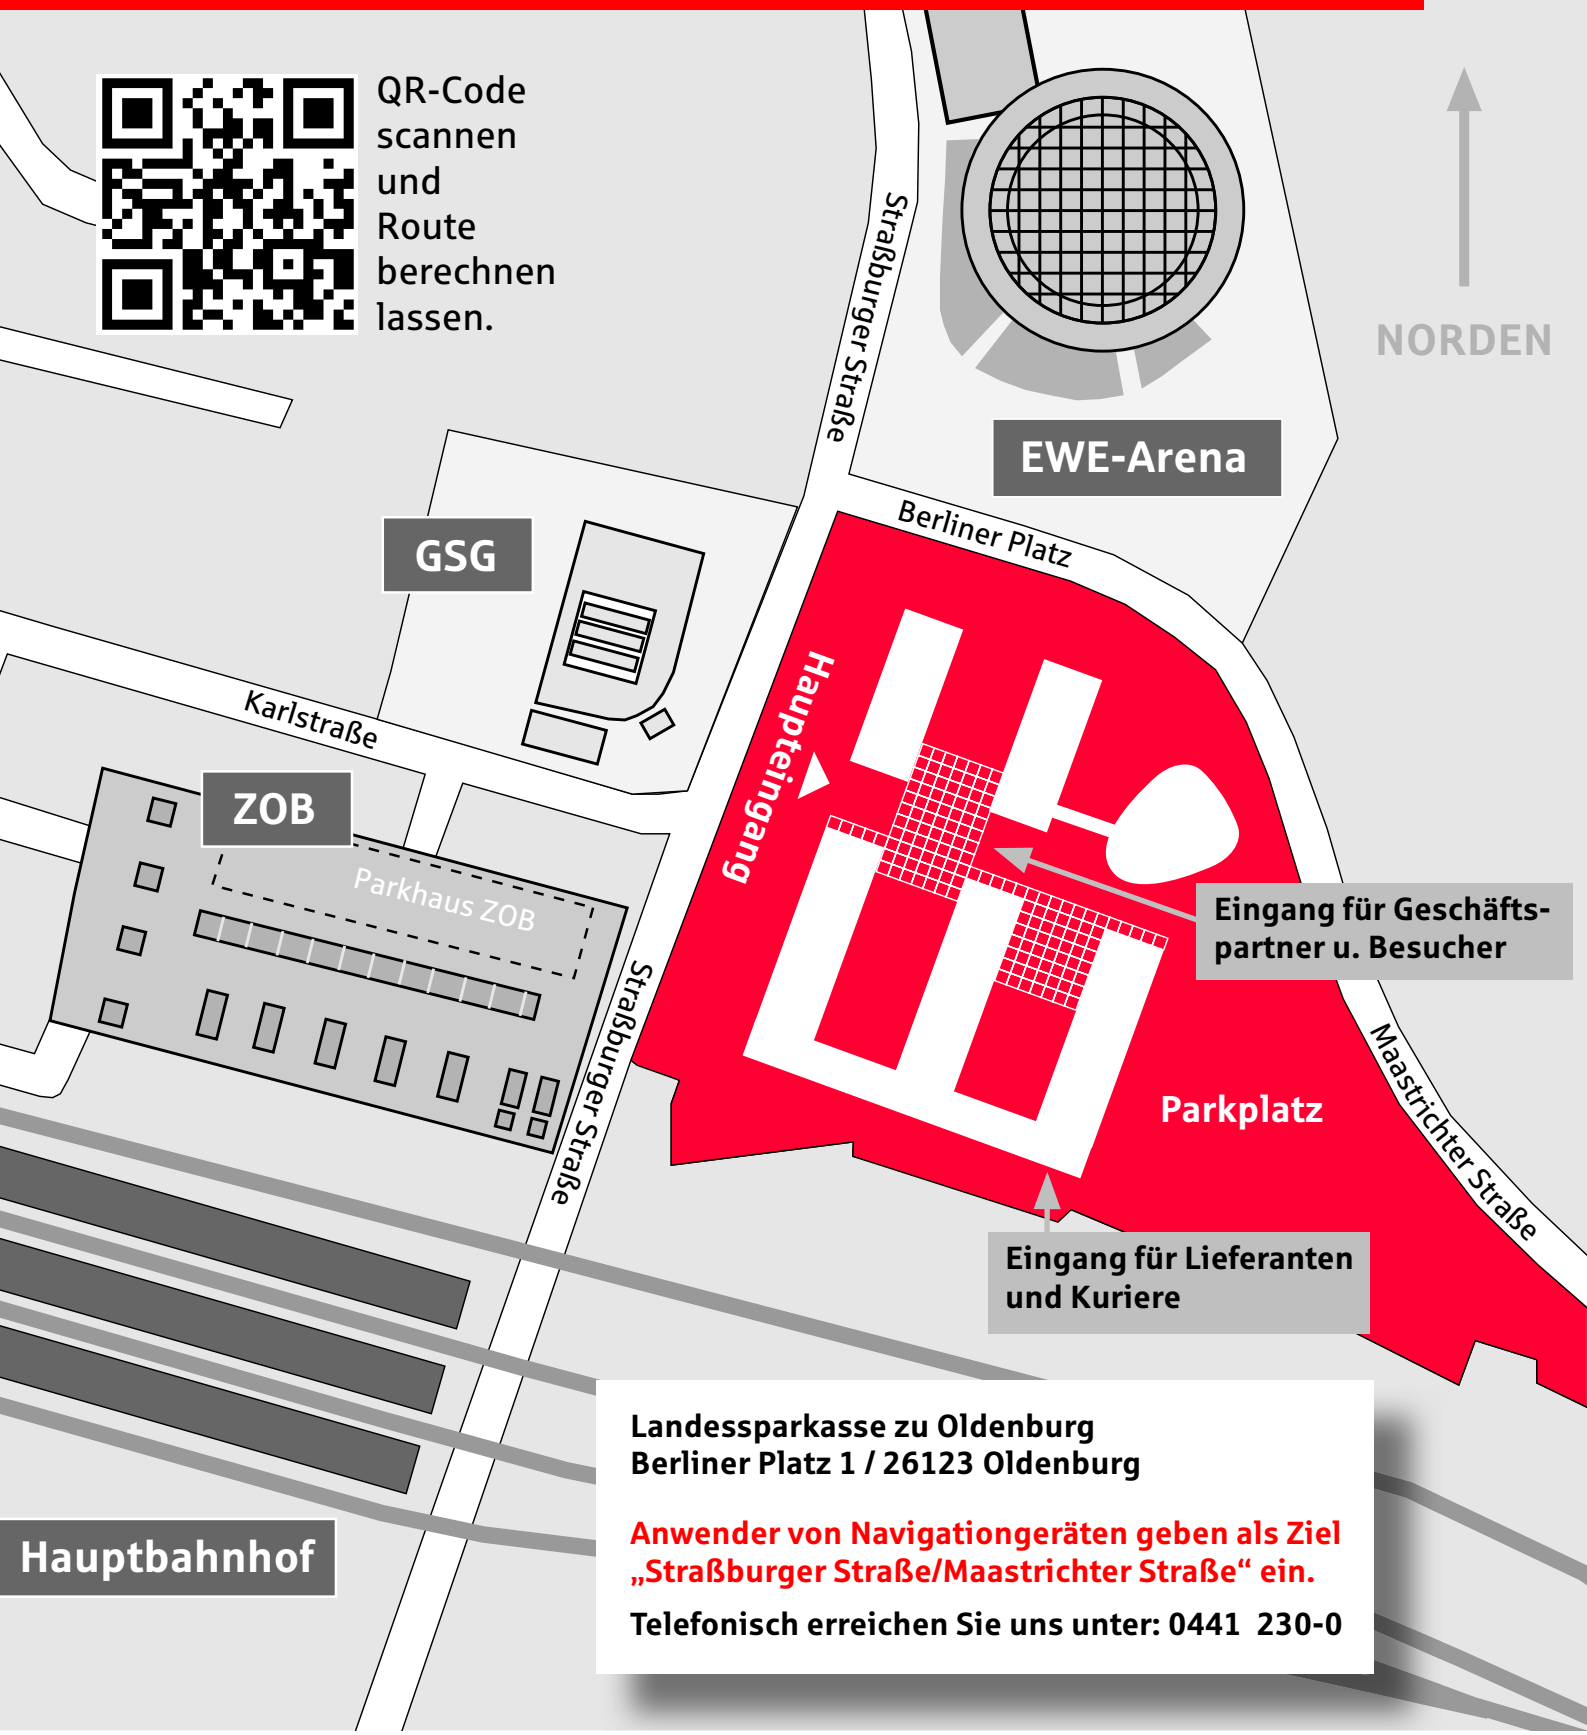 QR-Code
scannen
und
Route
berechnen
lassen.
NORDEN
Straßburger Straße
EWE-Arena
Berliner Platz
GSG
Haupteingang
Karlstraße
ZOB
Parkhaus ZOB
Eingang für Geschäfts-
partner u. Besucher
Straßburger Straße
Maastrichter Straße
Parkplatz
Eingang für Lieferanten
und Kuriere
Landessparkasse zu Oldenburg
Berliner Platz 1 / 26123 Oldenburg
Anwender von Navigationgeräten geben als Ziel
„Straßburger Straße/Maastrichter Straße“ ein.
Telefonisch erreichen Sie uns unter: 0441 230-0
Hauptbahnhof